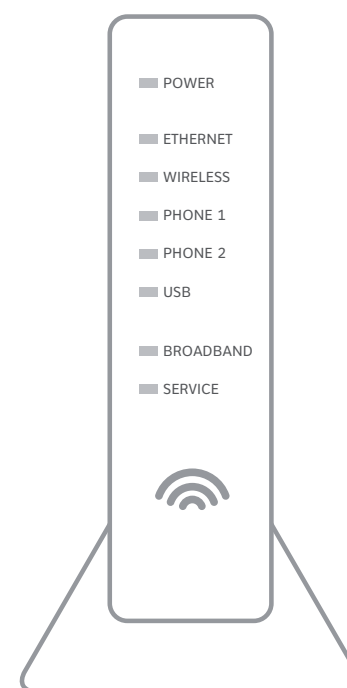 POWER
ETHERNET
WIRELESS
PHONE 1
PHONE 2
USB
BROADBAND
SERVICE